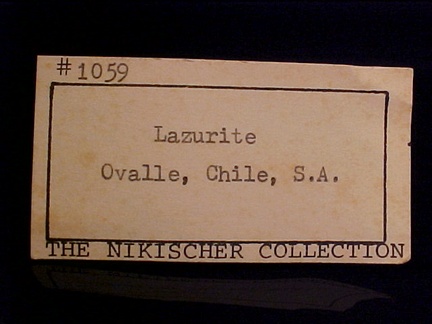 #1059
Lazurite
Ovalle, Chile, S.A.
THE NIKISCHER COLLECTION